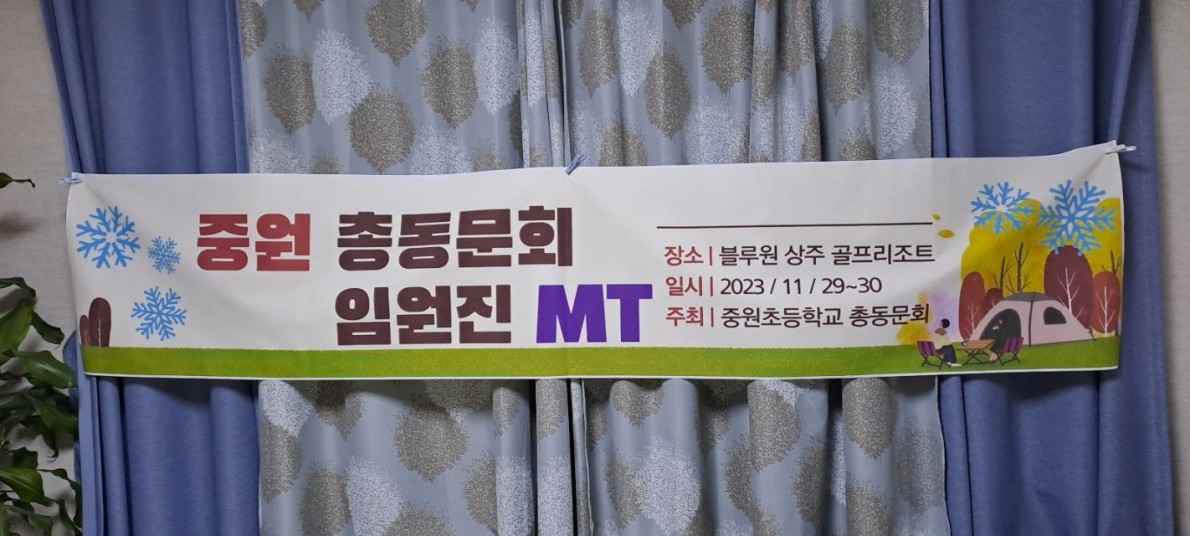 중원 총동문회
임원진 MT
장소 | 블루원 상주 골프리조트
일시 | 2023 / 11 / 29~30
주최 | 중원초등학교 총동문회